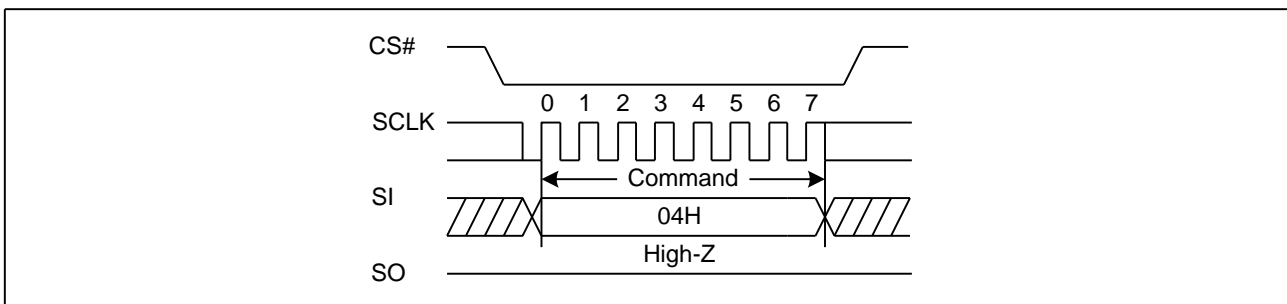 CS#
0 1 2 3 4 5 6 7
SCLK
Command
SI
04H
High-Z
SO